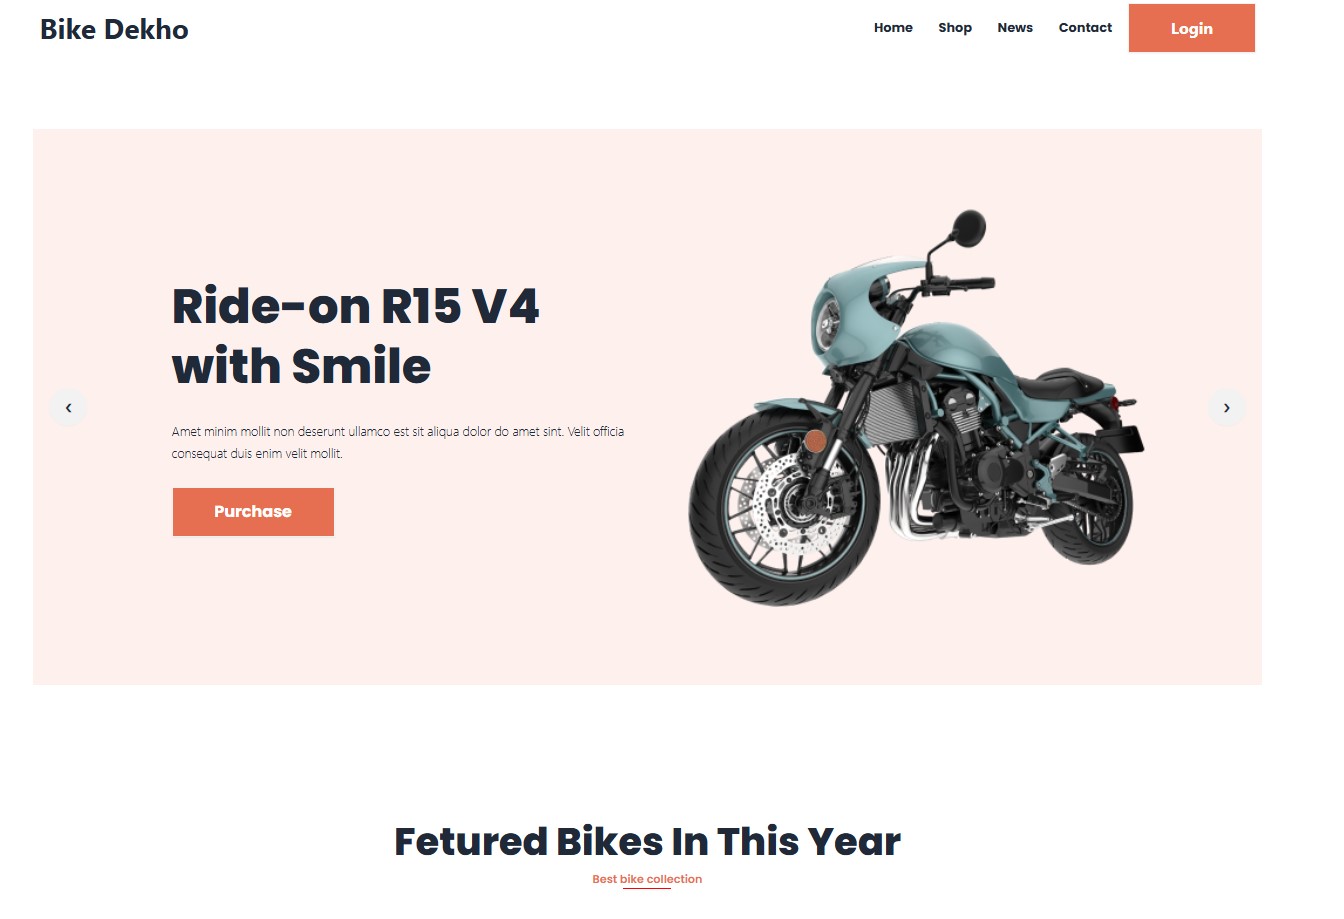 Bike Dekho
Home Shop News Contact Login
Ride-on R15 V4
with Smile
Amet minim mollit non deserunt ullamco est sit aliqua dolor do amet sint. Velit officia
consequat duis enim velit mollit.
Purchase
Fetured Bikes In This Year
Best bike collection